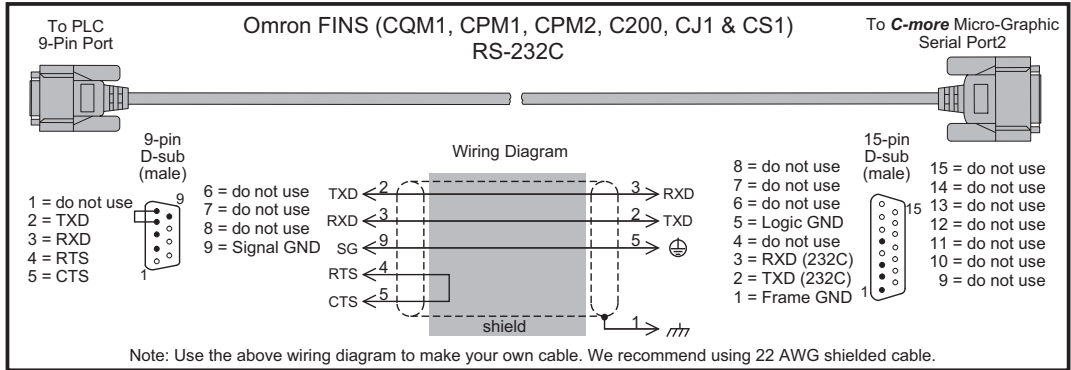 Omron FINS (CQM1, CPM1, CPM2, C200, CJ1 & CS1)
RS-232C
To PLC
9-Pin Port
To C-more Micro-Graphic
Serial Port2
9-pin
D-sub
(male)
1 = do not use
2 = TXD
3 = RXD
4 = RTS
5 = CTS
9
1
6 = do not use
7 = do not use
8 = do not use
9 = Signal GND
Wiring Diagram
TXD 2 3 RXD
RXD 3 2 TXD
SG 9 5
RTS 4
CTS 5
shield
1
15-pin
D-sub
(male)
8 = do not use
7 = do not use
6 = do not use
5 = Logic GND
4 = do not use
3 = RXD (232C)
2 = TXD (232C)
1 = Frame GND
15
1
15 = do not use
14 = do not use
13 = do not use
12 = do not use
11 = do not use
10 = do not use
9 = do not use
Note: Use the above wiring diagram to make your own cable. We recommend using 22 AWG shielded cable.